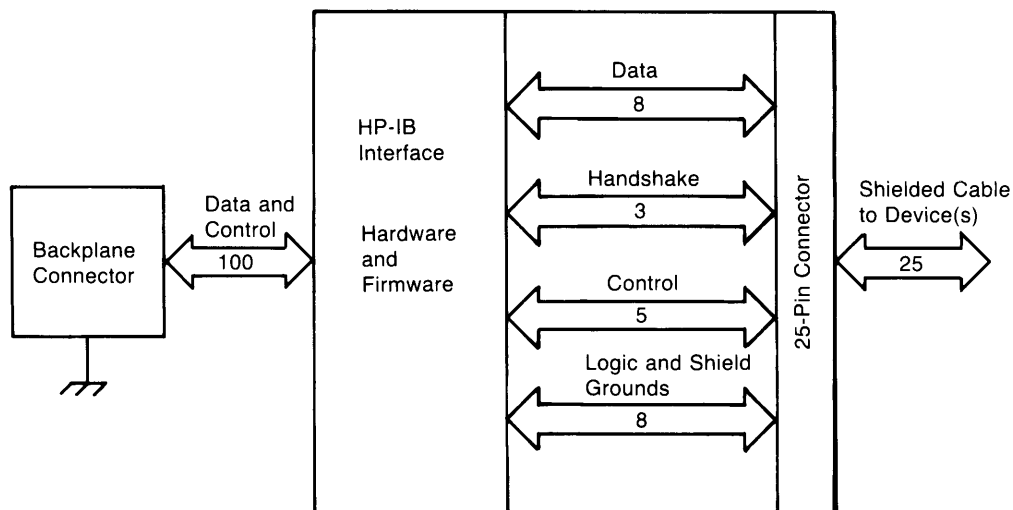 Backplane
Connector
Data and
Control
100
HP-IB
Interface
Hardware
and
Firmware
Data
8
Handshake
3
Control
5
Logic and Shield
Grounds
8
25-Pin Connector
Shielded Cable
to Device(s)
25